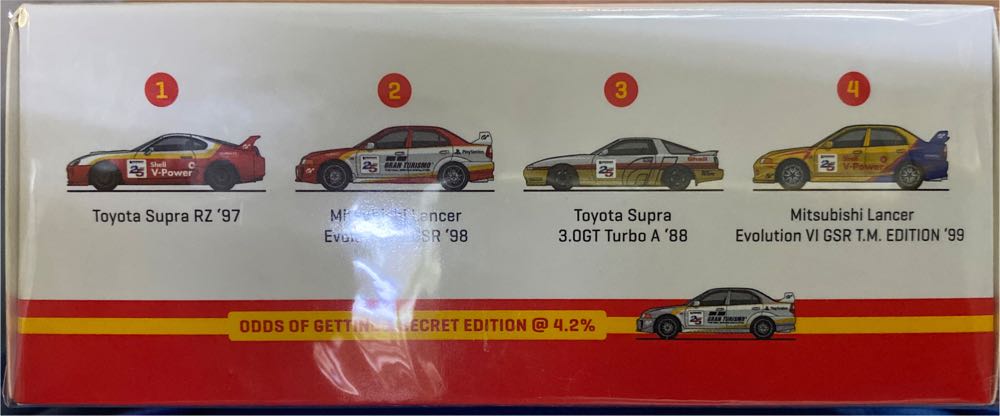 1
2
3
4
25
Shell
V-Power
25
GRAN TURISMO
PlayStation
25
Shell
25
Shell
V-Power
Toyota Supra RZ '97
Mitsubishi Lancer
GSR '98
Toyota Supra
3.0GT Turbo A '88
Mitsubishi Lancer
Evolution VI GSR T.M. EDITION '99
ODDS OF GETTING SECRET EDITION @ 4.2%
25
GRAN TURISMO